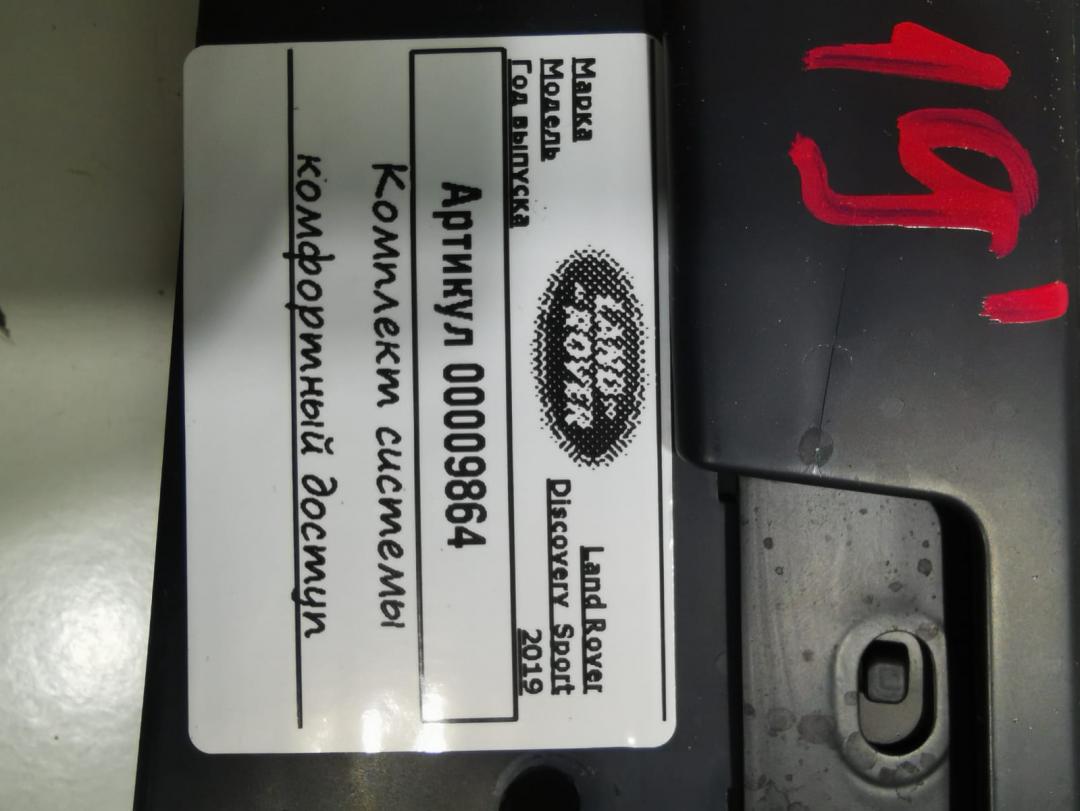 Марка Land Rover
Модель Discovery Sport
Год выпуска 2019
LAND-
-ROVER
Артикул 00009864
Комплект системы
комфортный доступ
19'